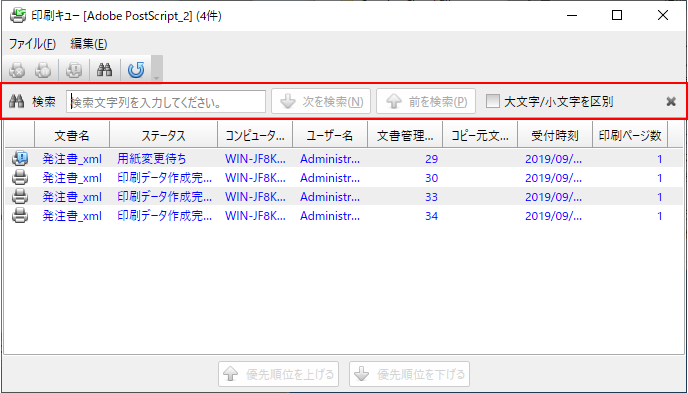 印刷キュー [Adobe PostScript_2] (4件)
ファイル(F) 編集(E)
検索 検索文字列を入力してください。 次を検索(N) 前を検索(P) 大文字/小文字を区別
文書名 ステータス コンピュータ... ユーザー名 文書管理... コピー元文... 受付時刻 印刷ページ数
発注書_xml 用紙変更待ち WIN-JF8K... Administr... 29 2019/09/... 1
発注書_xml 印刷データ作成完... WIN-JF8K... Administr... 30 2019/09/... 1
発注書_xml 印刷データ作成完... WIN-JF8K... Administr... 33 2019/09/... 1
発注書_xml 印刷データ作成完... WIN-JF8K... Administr... 34 2019/09/... 1
優先順位を上げる 優先順位を下げる